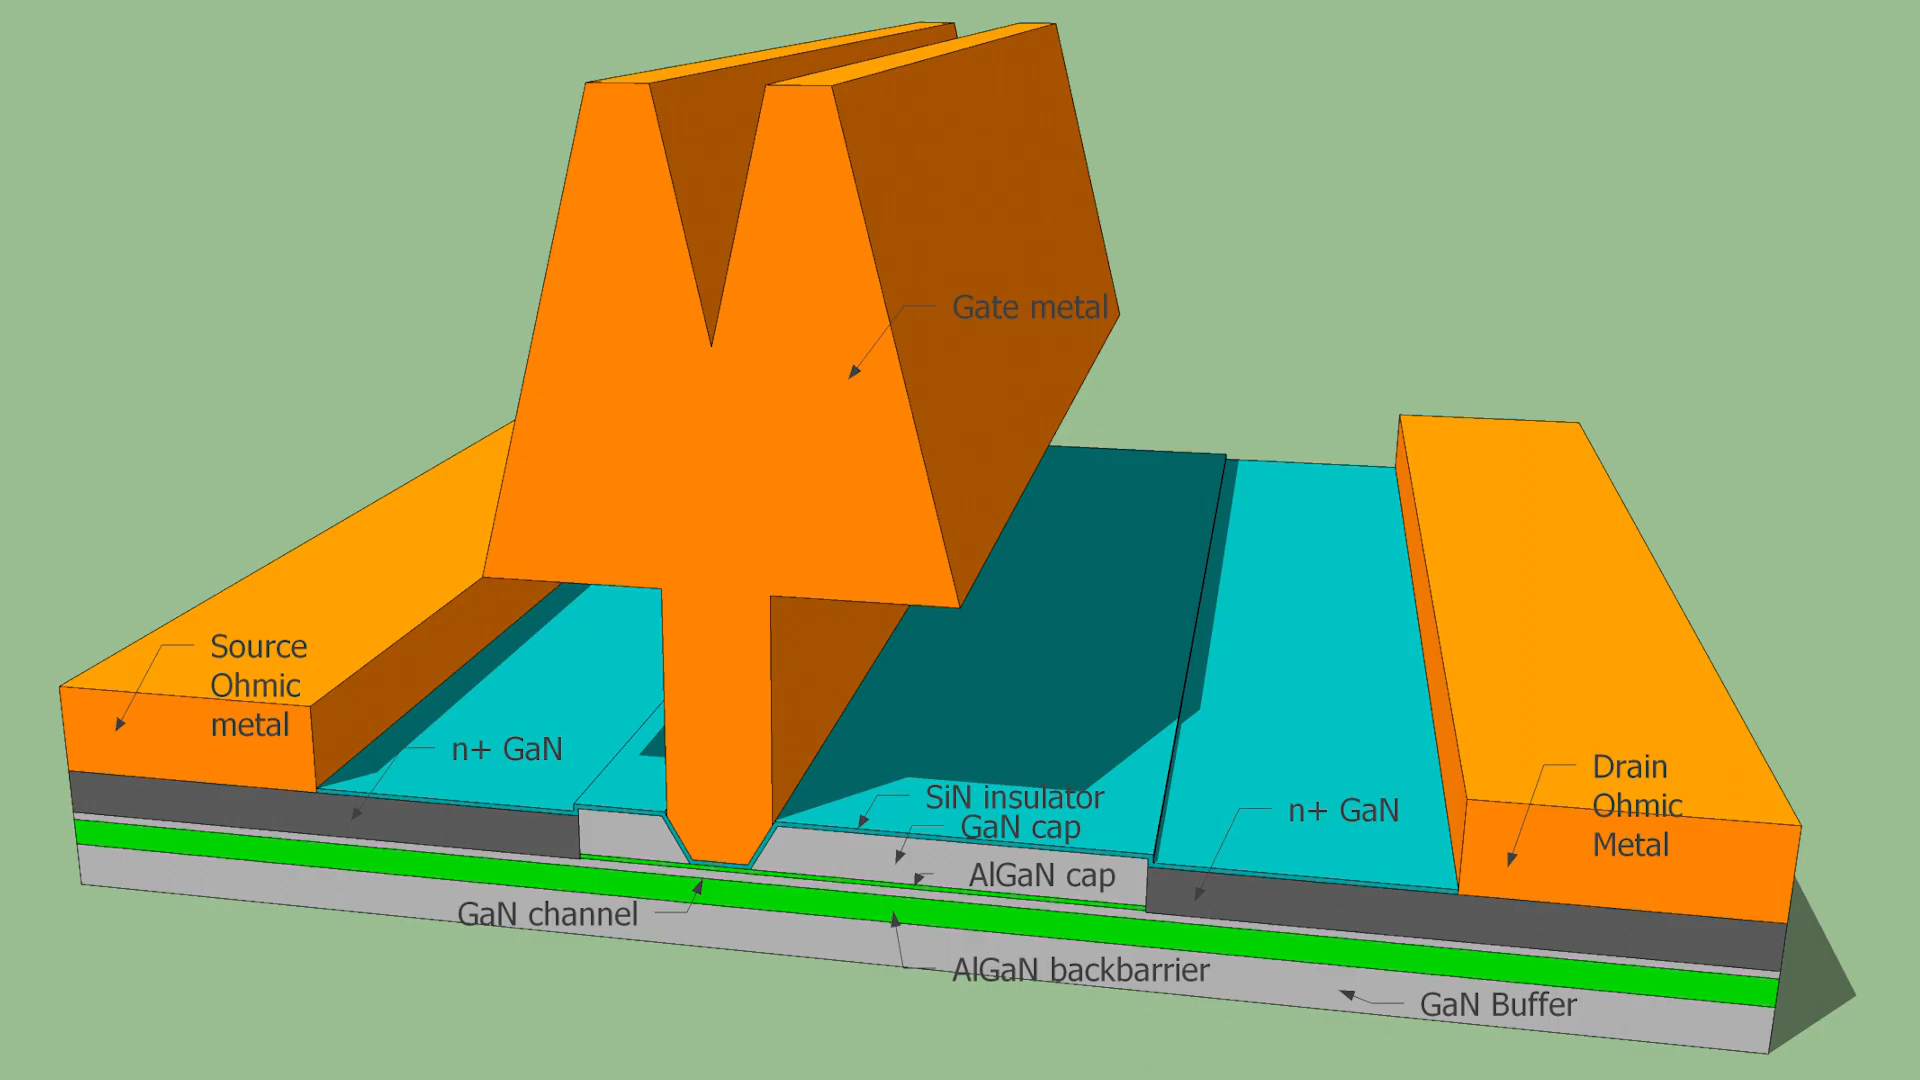 Gate metal
Source
Ohmic
metal
n+ GaN
SiN insulator
GaN cap
AlGaN cap
n+ GaN
Drain
Ohmic
Metal
GaN channel
AlGaN backbarrier
GaN Buffer